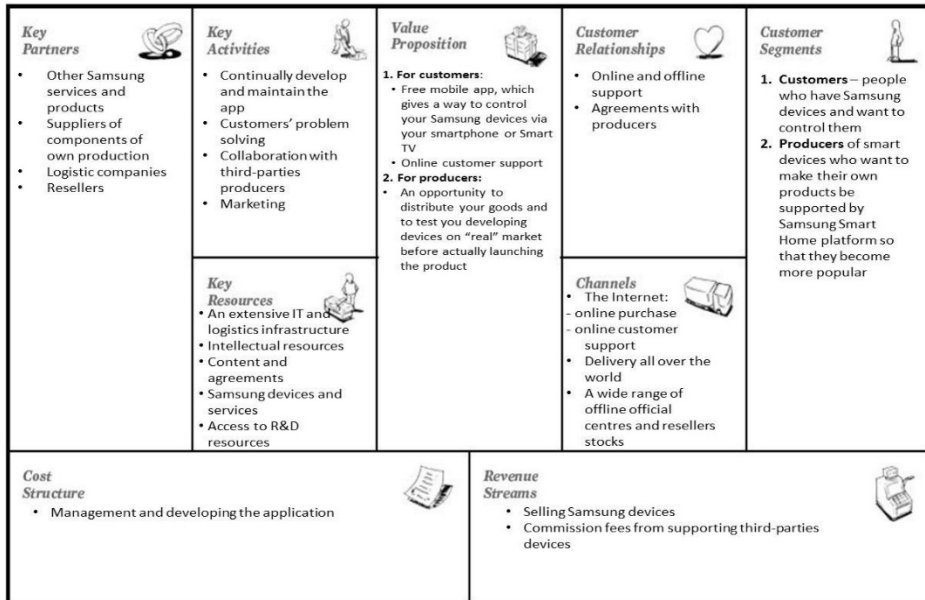 Key
Partners
• Other Samsung
services and
products
• Suppliers of
components of
own production
• Logistic companies
• Resellers
Key
Activities
• Continually develop
and maintain the
app
• Customers' problem
solving
• Collaboration with
third-parties
producers
• Marketing
Key
Resources
• An extensive IT and
logistics infrastructure
• Intellectual resources
• Content and
agreements
• Samsung devices and
services
• Access to R&D
resources
Value
Proposition
1. For customers:
• Free mobile app, which
gives a way to control
your Samsung devices via
your smartphone or Smart
TV
• Online customer support
2. For producers:
• An opportunity to
distribute your goods and
to test you developing
devices on "real" market
before actually launching
the product
Customer
Relationships
• Online and offline
support
• Agreements with
producers
Channels
• The Internet:
- online purchase
- online customer
support
• Delivery all over the
world
• A wide range of
offline official
centres and resellers
stocks
Customer
Segments
1. Customers – people
who have Samsung
devices and want to
control them
2. Producers of smart
devices who want to
make their own
products be
supported by
Samsung Smart
Home platform so
that they become
more popular
Cost
Structure
• Management and developing the application
Revenue
Streams
• Selling Samsung devices
• Commission fees from supporting third-parties
devices